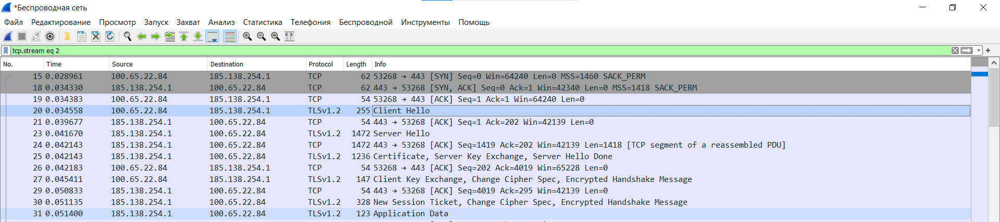 *Беспроводная сеть
Файл Редактирование Просмотр Запуск Захват Анализ Статистика Телефония Беспроводной Инструменты Помощь
tcp.stream eq 2
No. Time Source Destination Protocol Length Info
15 0.028961 100.65.22.84 185.138.254.1 TCP 62 53268 → 443 [SYN] Seq=0 Win=64240 Len=0 MSS=1460 SACK_PERM
18 0.034330 185.138.254.1 100.65.22.84 TCP 62 443 → 53268 [SYN, ACK] Seq=0 Ack=1 Win=42340 Len=0 MSS=1418 SACK_PERM
19 0.034383 100.65.22.84 185.138.254.1 TCP 54 53268 → 443 [ACK] Seq=1 Ack=1 Win=64240 Len=0
20 0.034558 100.65.22.84 185.138.254.1 TLSv1.2 255 Client Hello
21 0.039677 185.138.254.1 100.65.22.84 TCP 54 443 → 53268 [ACK] Seq=1 Ack=202 Win=42139 Len=0
23 0.041670 185.138.254.1 100.65.22.84 TLSv1.2 1472 Server Hello
24 0.042143 185.138.254.1 100.65.22.84 TCP 1472 443 → 53268 [ACK] Seq=1419 Ack=202 Win=42139 Len=1418 [TCP segment of a reassembled PDU]
25 0.042143 185.138.254.1 100.65.22.84 TLSv1.2 1236 Certificate, Server Key Exchange, Server Hello Done
26 0.042183 100.65.22.84 185.138.254.1 TCP 54 53268 → 443 [ACK] Seq=202 Ack=4019 Win=65228 Len=0
27 0.045411 100.65.22.84 185.138.254.1 TLSv1.2 147 Client Key Exchange, Change Cipher Spec, Encrypted Handshake Message
29 0.050833 185.138.254.1 100.65.22.84 TCP 54 443 → 53268 [ACK] Seq=4019 Ack=295 Win=42139 Len=0
30 0.051135 185.138.254.1 100.65.22.84 TLSv1.2 328 New Session Ticket, Change Cipher Spec, Encrypted Handshake Message
31 0.051400 185.138.254.1 100.65.22.84 TLSv1.2 123 Application Data